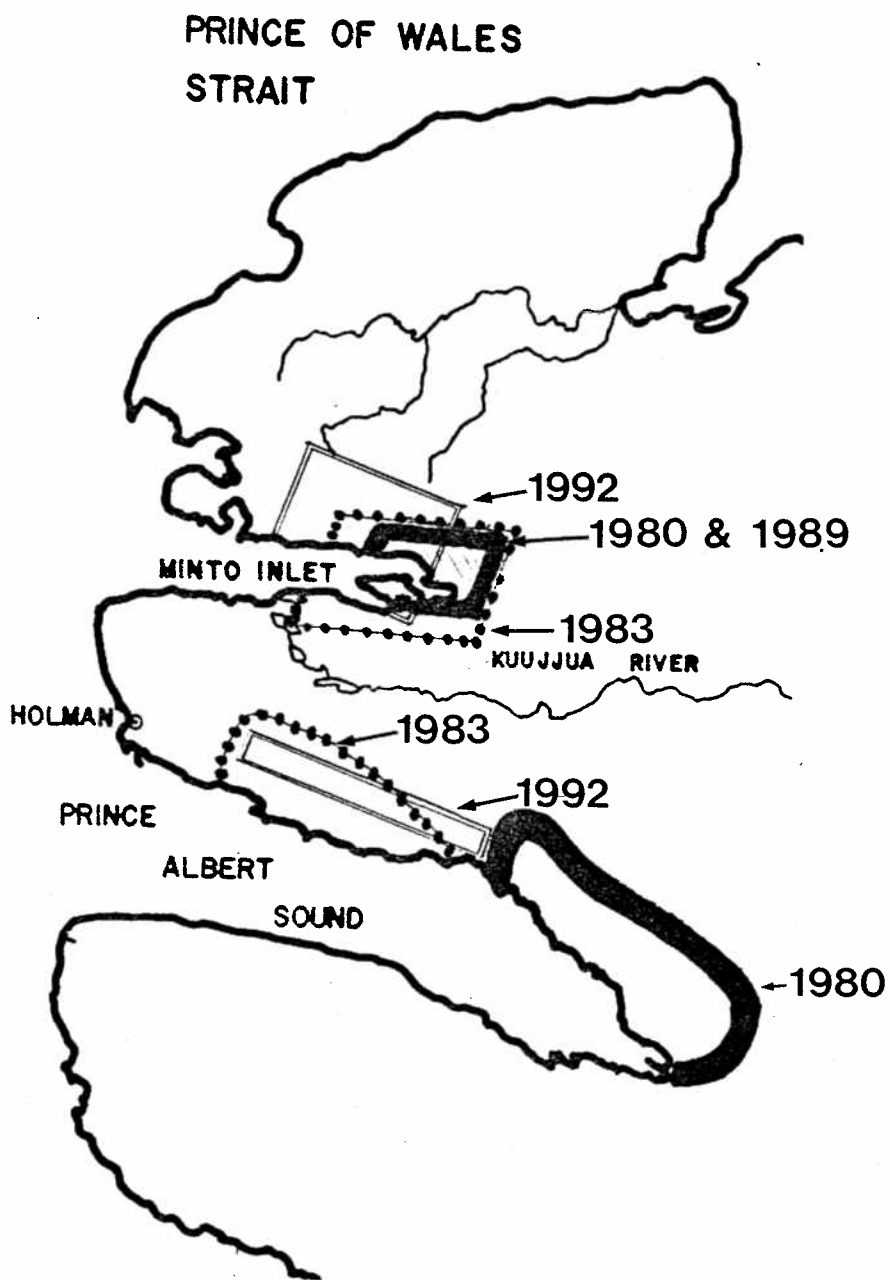 PRINCE OF WALES
STRAIT
1992
1980 & 1989
MINTO INLET
1983
KUUJJUA RIVER
HOLMAN
1983
1992
PRINCE
ALBERT
SOUND
1980